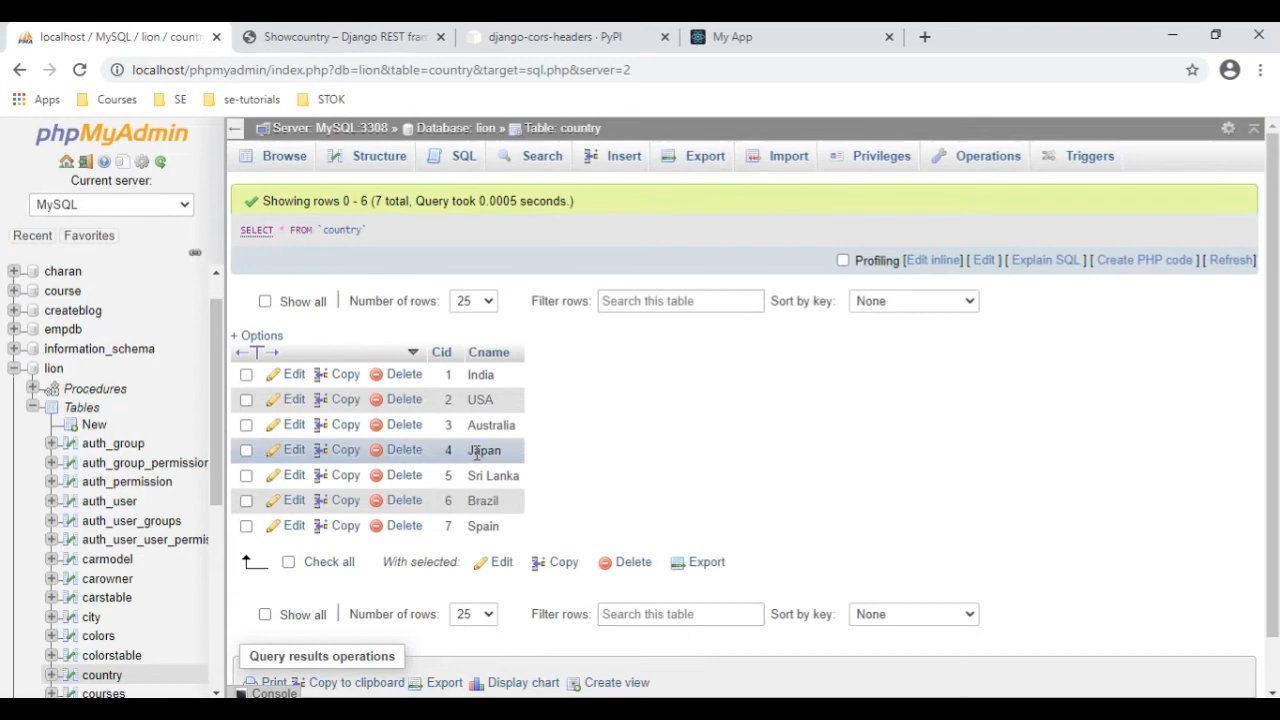 localhost / MySQL / lion / countr
Showcountry – Django REST fram
django-cors-headers · PyPI
My App
localhost/phpmyadmin/index.php?db=lion&table=country&target=sql.php&server=2
Apps Courses SE se-tutorials STOK
phpMyAdmin
Current server:
MySQL
Recent Favorites
charan
course
createblog
empdb
information_schema
lion
Procedures
Tables
New
auth_group
auth_group_permission
auth_permission
auth_user
auth_user_groups
auth_user_user_permis
carmodel
carowner
carstable
city
colors
colorstable
country
courses
Server: MySQL:3308 » Database: lion » Table: country
Browse Structure SQL Search Insert Export Import Privileges Operations Triggers
Showing rows 0 - 6 (7 total, Query took 0.0005 seconds.)
SELECT * FROM `country`
Profiling [Edit inline] [ Edit ] [ Explain SQL ] [ Create PHP code ] [ Refresh]
Show all Number of rows: 25 Filter rows: Search this table Sort by key: None
+ Options
←T→ Cid Cname
Edit Copy Delete 1 India
Edit Copy Delete 2 USA
Edit Copy Delete 3 Australia
Edit Copy Delete 4 Japan
Edit Copy Delete 5 Sri Lanka
Edit Copy Delete 6 Brazil
Edit Copy Delete 7 Spain
Check all With selected: Edit Copy Delete Export
Show all Number of rows: 25 Filter rows: Search this table Sort by key: None
Query results operations
Print Copy to clipboard Export Display chart Create view
Console